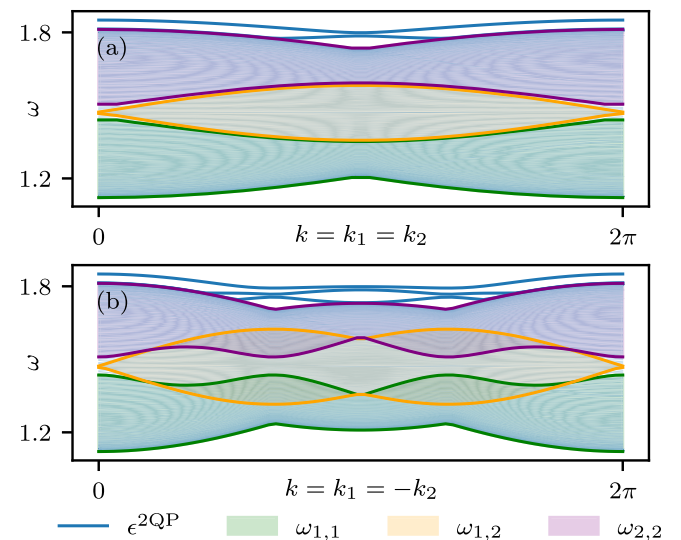 1.8
(a)
ω
1.2
0
k = k₁ = k₂
2π
1.8
(b)
ω
1.2
0
k = k₁ = −k₂
2π
ϵ²QP ω₁,₁ ω₁,₂ ω₂,₂